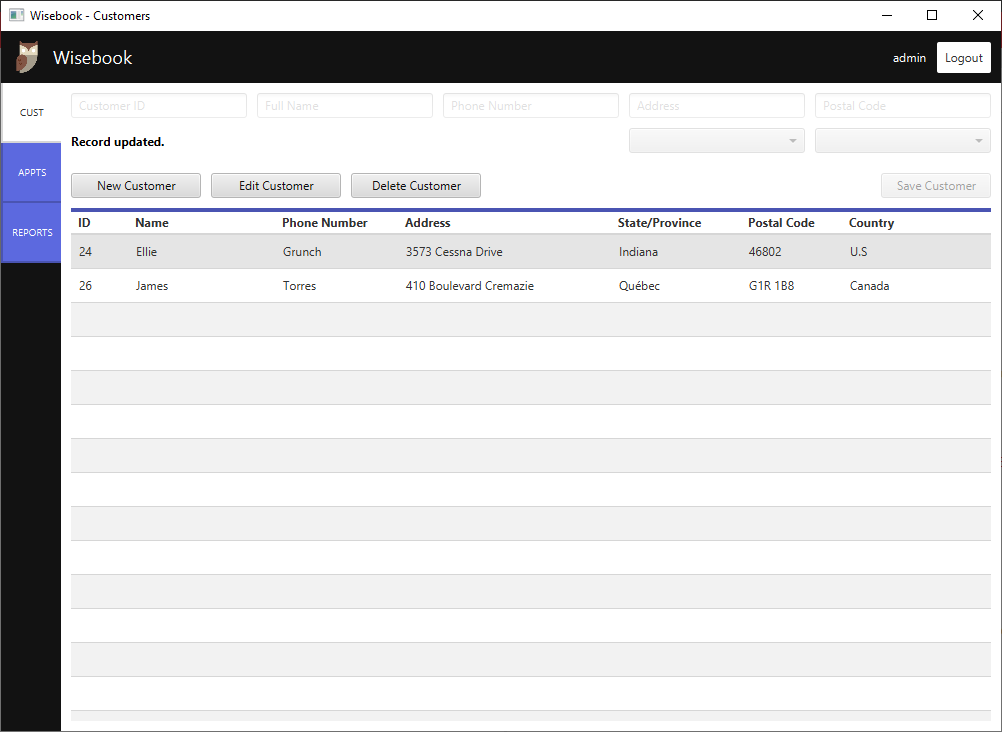 Wisebook - Customers
Wisebook
admin
Logout
CUST
APPTS
REPORTS
Customer ID
Full Name
Phone Number
Address
Postal Code
Record updated.
New Customer
Edit Customer
Delete Customer
Save Customer
ID Name Phone Number Address State/Province Postal Code Country
24 Ellie Grunch 3573 Cessna Drive Indiana 46802 U.S
26 James Torres 410 Boulevard Cremazie Québec G1R 1B8 Canada